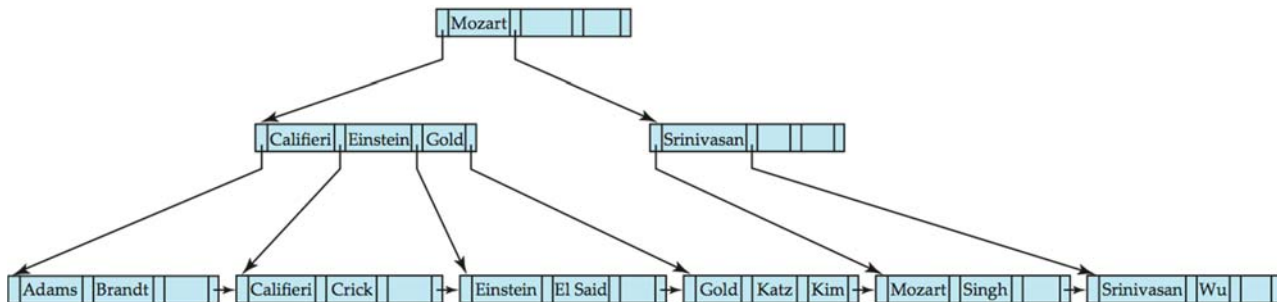 Mozart
Califieri Einstein Gold
Srinivasan
Adams Brandt
Califieri Crick
Einstein El Said
Gold Katz Kim
Mozart Singh
Srinivasan Wu